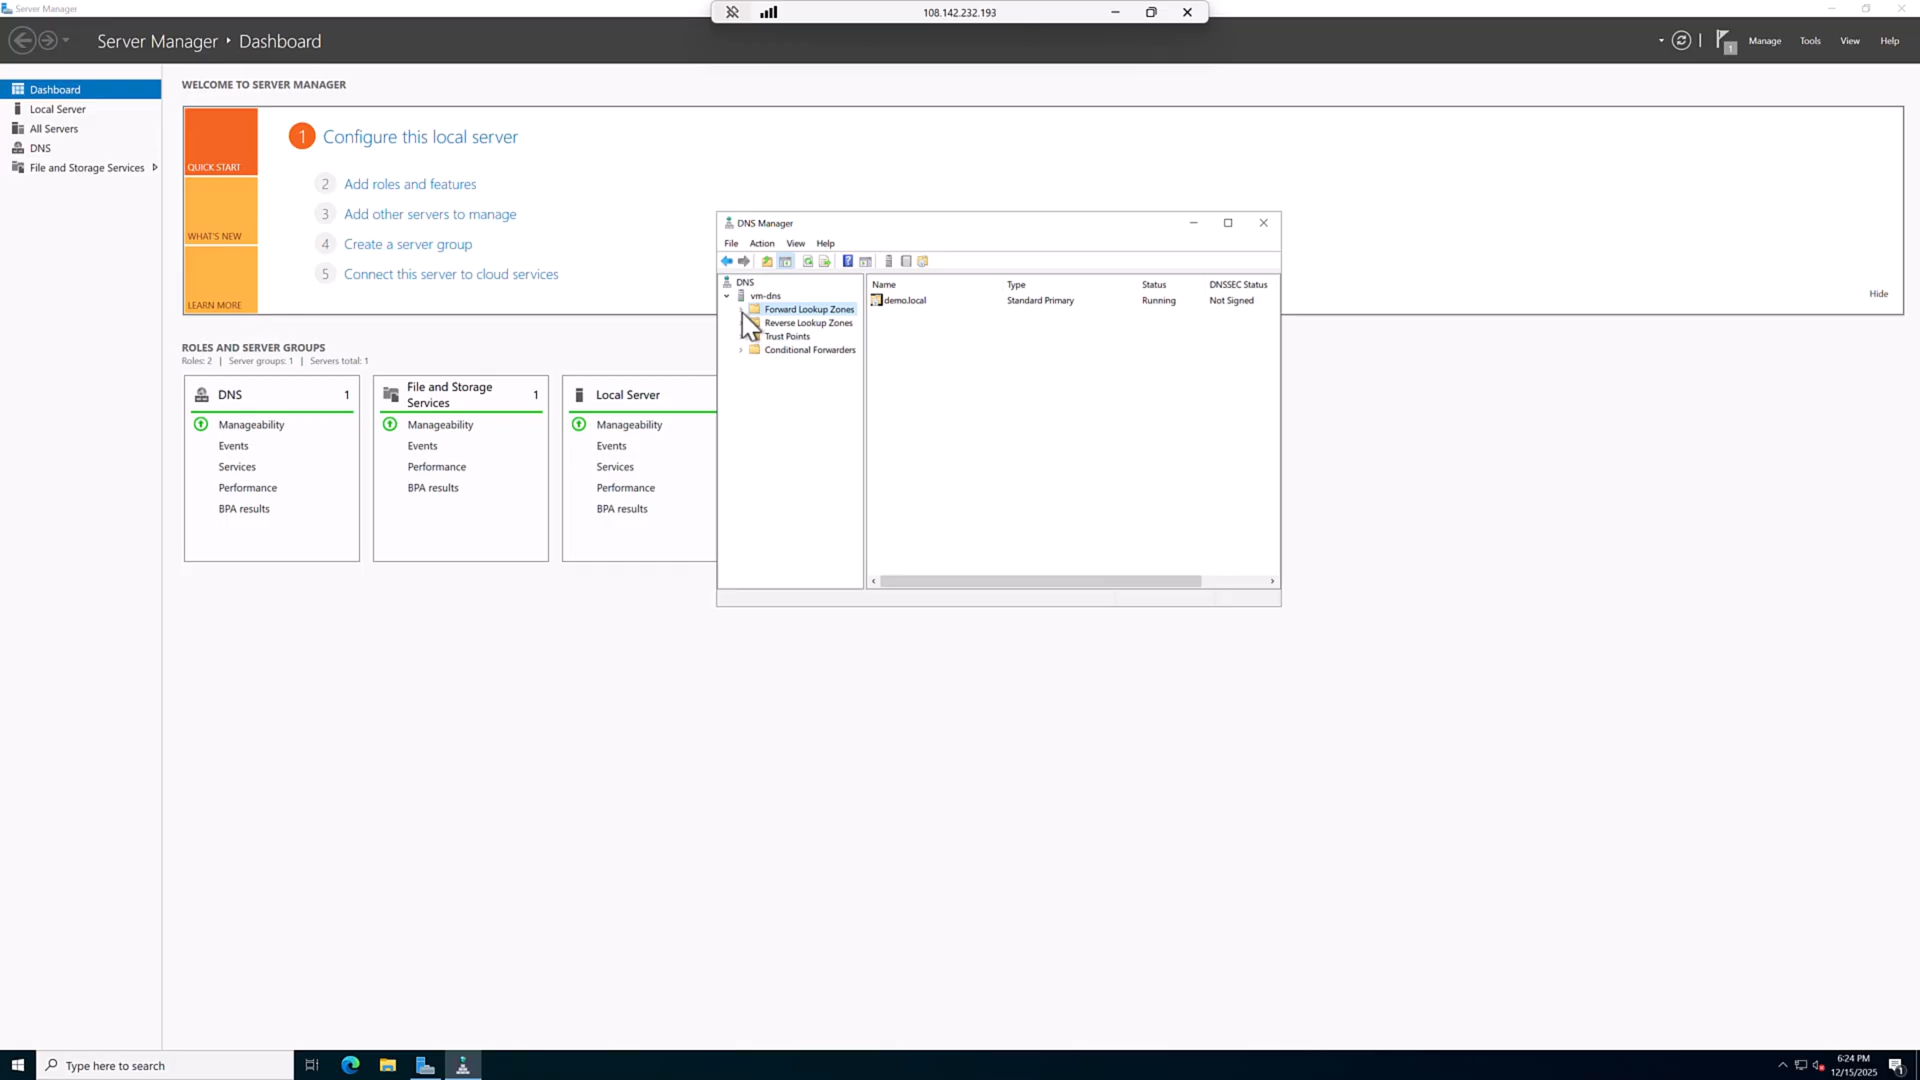 Server Manager
108.142.232.193
Server Manager Dashboard
1
Manage
Tools
View
Help
Dashboard
Local Server
All Servers
DNS
File and Storage Services
WELCOME TO SERVER MANAGER
QUICK START
WHAT'S NEW
LEARN MORE
1 Configure this local server
2 Add roles and features
3 Add other servers to manage
4 Create a server group
5 Connect this server to cloud services
Hide
ROLES AND SERVER GROUPS
Roles: 2 | Server groups: 1 | Servers total: 1
DNS 1
Manageability
Events
Services
Performance
BPA results
File and Storage
Services
1
Manageability
Events
Performance
BPA results
Local Server
Manageability
Events
Services
Performance
BPA results
DNS Manager
File Action View Help
DNS
vm-dns
Forward Lookup Zones
Reverse Lookup Zones
Trust Points
Conditional Forwarders
Name Type Status DNSSEC Status
demo.local Standard Primary Running Not Signed
Type here to search
6:24 PM
12/15/2025
1